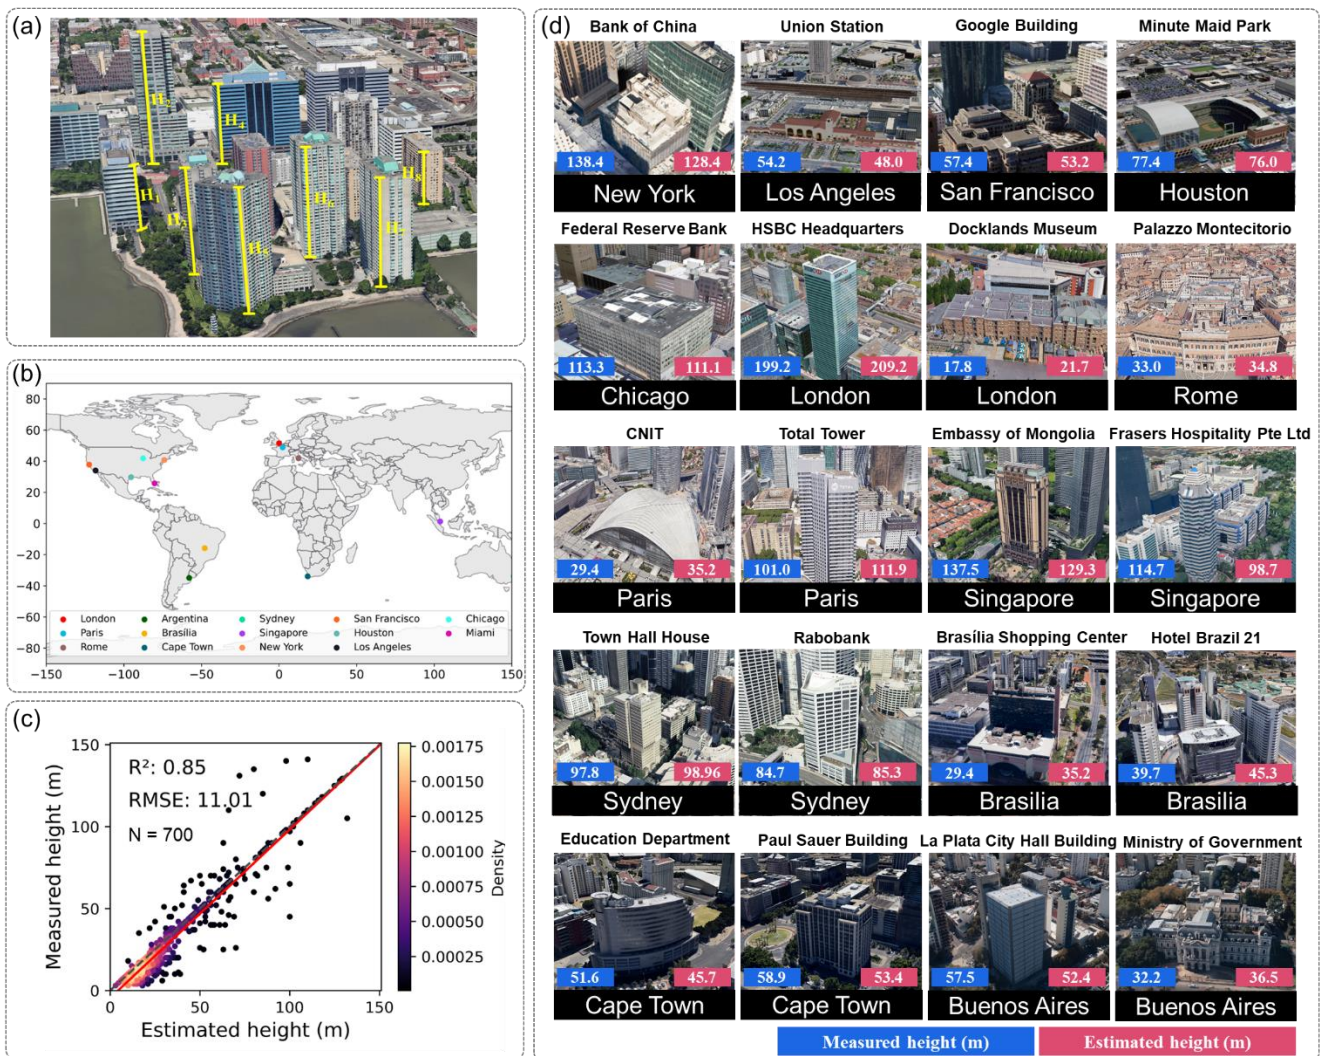 (a)
H₁
H₂
H₃
H₄
H₅
H₆
H₇
H₈
(b)
80
60
40
20
0
−20
−40
−60
−80
London
Paris
Rome
Argentina
Brasilia
Cape Town
Sydney
Singapore
New York
San Francisco
Houston
Los Angeles
Chicago
Miami
−150 −100 −50 0 50 100 150
(c)
R²: 0.85
RMSE: 11.01
N = 700
Measured height (m)
150
100
50
0
0 50 100 150
Estimated height (m)
0.00175
0.00150
0.00125
0.00100
0.00075
0.00050
0.00025
Density
(d)
Bank of China Union Station Google Building Minute Maid Park
138.4 128.4 54.2 48.0 57.4 53.2 77.4 76.0
New York Los Angeles San Francisco Houston
Federal Reserve Bank HSBC Headquarters Docklands Museum Palazzo Montecitorio
113.3 111.1 199.2 209.2 17.8 21.7 33.0 34.8
Chicago London London Rome
CNIT Total Tower Embassy of Mongolia Frasers Hospitality Pte Ltd
29.4 35.2 101.0 111.9 137.5 129.3 114.7 98.7
Paris Paris Singapore Singapore
Town Hall House Rabobank Brasília Shopping Center Hotel Brazil 21
97.8 98.96 84.7 85.3 29.4 35.2 39.7 45.3
Sydney Sydney Brasilia Brasilia
Education Department Paul Sauer Building La Plata City Hall Building Ministry of Government
51.6 45.7 58.9 53.4 57.5 52.4 32.2 36.5
Cape Town Cape Town Buenos Aires Buenos Aires
Measured height (m) Estimated height (m)